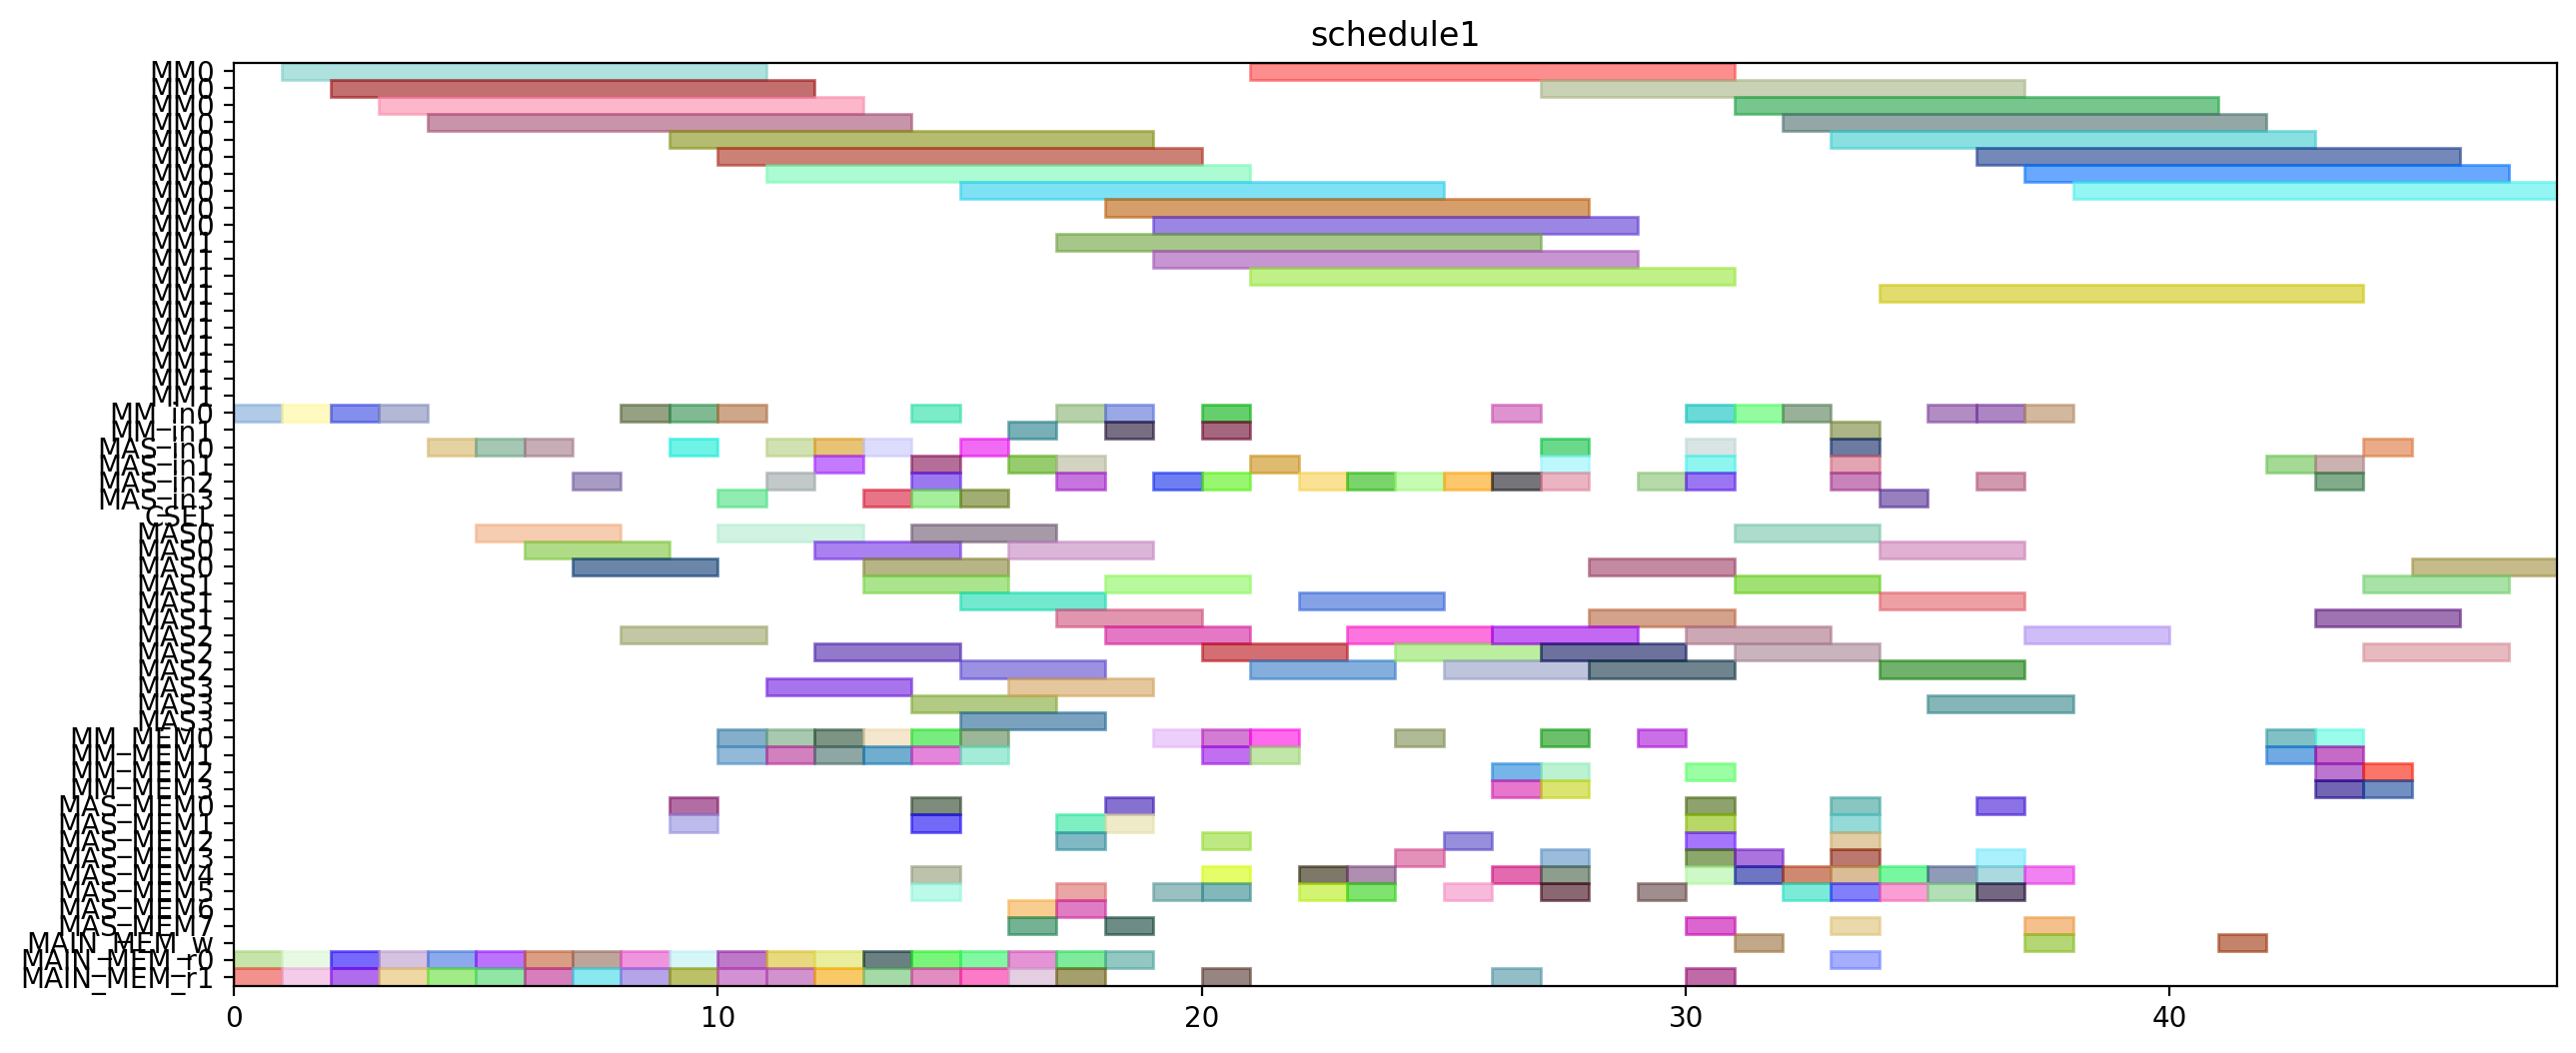 schedule1
MM0
MM0
MM0
MM0
MM0
MM0
MM0
MM0
MM0
MM0
MM1
MM1
MM1
MM1
MM1
MM1
MM1
MM1
MM1
MM1
MM_in0
MM_in1
MAS_in0
MAS_in1
MAS_in2
MAS_in3
CSEL
MAS0
MAS0
MAS0
MAS1
MAS1
MAS1
MAS2
MAS2
MAS2
MAS3
MAS3
MAS3
MM_MEM0
MM_MEM1
MM_MEM2
MM_MEM3
MAS_MEM0
MAS_MEM1
MAS_MEM2
MAS_MEM3
MAS_MEM4
MAS_MEM5
MAS_MEM6
MAS_MEM7
MAIN_MEM_w
MAIN_MEM_r0
MAIN_MEM_r1
0 10 20 30 40